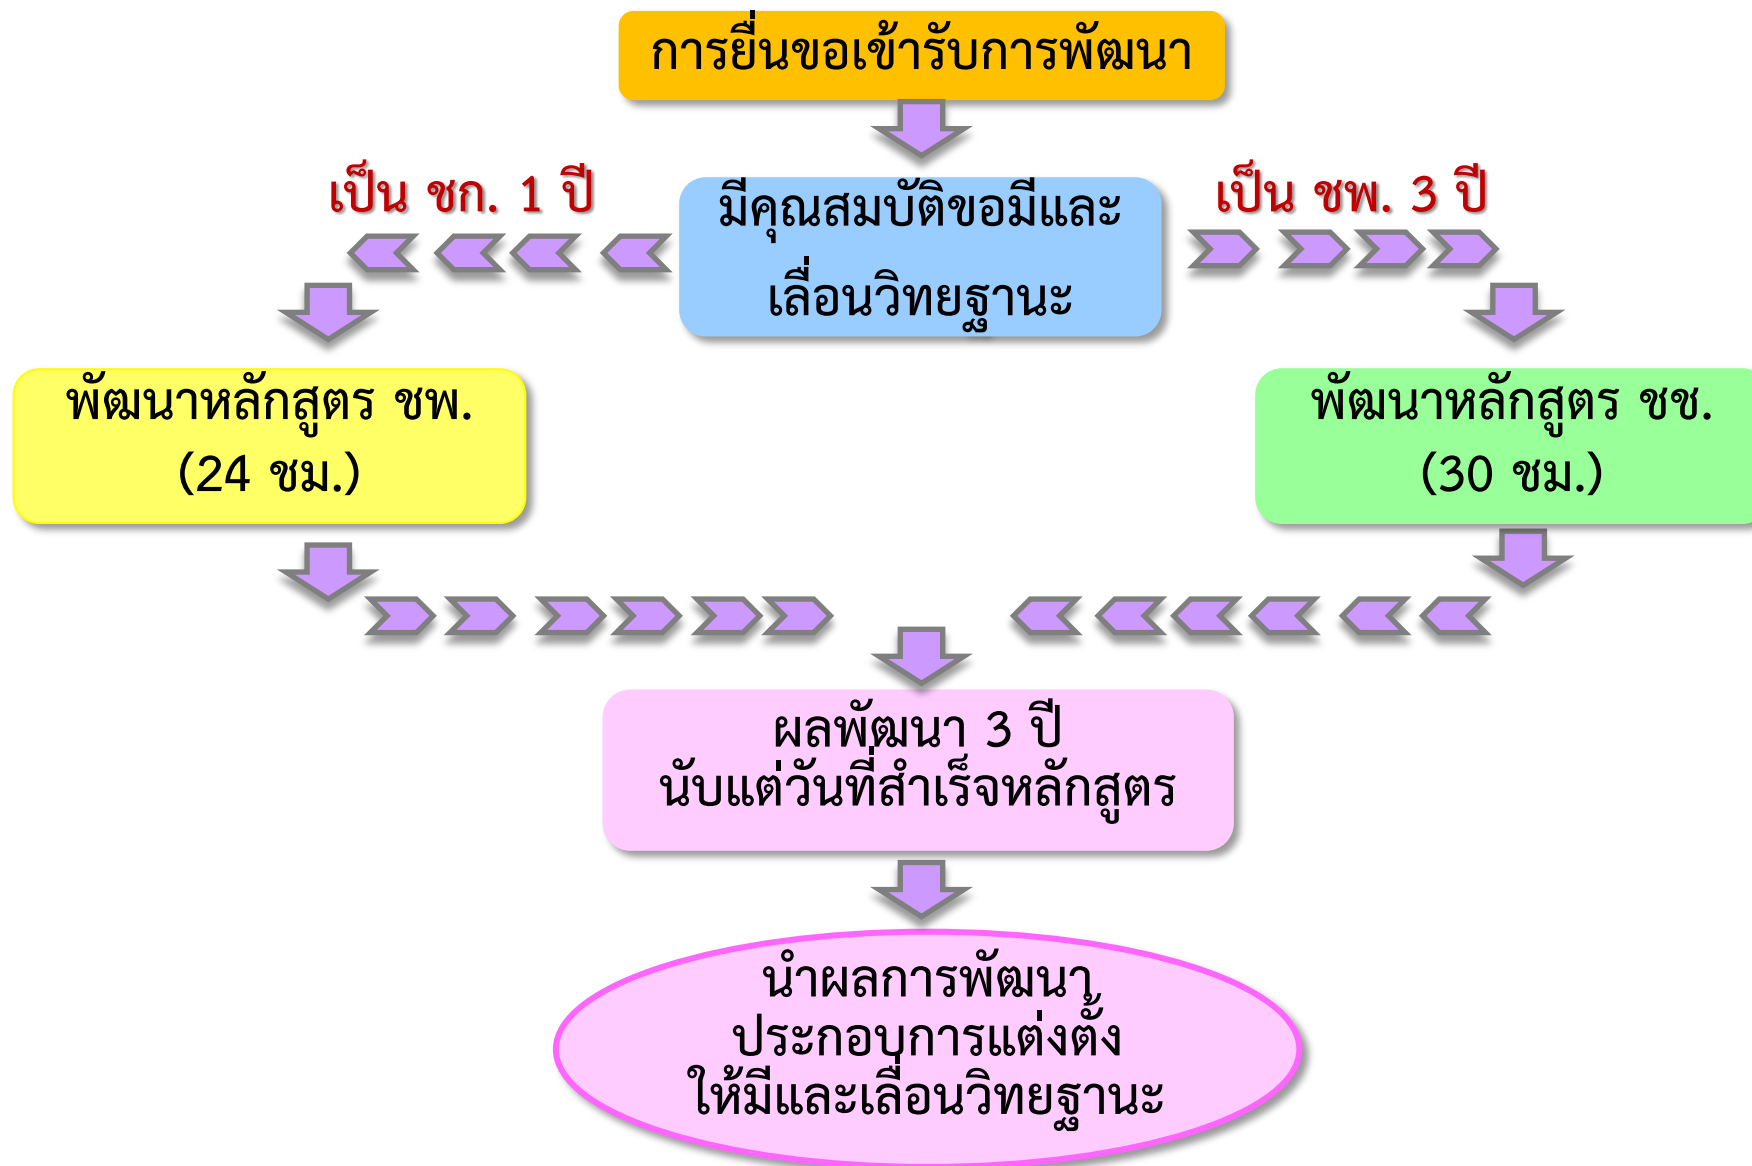 การยื่นขอเข้ารับการพัฒนา
เป็น ชก. 1 ปี
มีคุณสมบัติขอมีและ
เลื่อนวิทยฐานะ
เป็น ชพ. 3 ปี
พัฒนาหลักสูตร ชพ.
(24 ชม.)
พัฒนาหลักสูตร ชช.
(30 ชม.)
ผลพัฒนา 3 ปี
นับแต่วันที่สำเร็จหลักสูตร
นำผลการพัฒนา
ประกอบการแต่งตั้ง
ให้มีและเลื่อนวิทยฐานะ